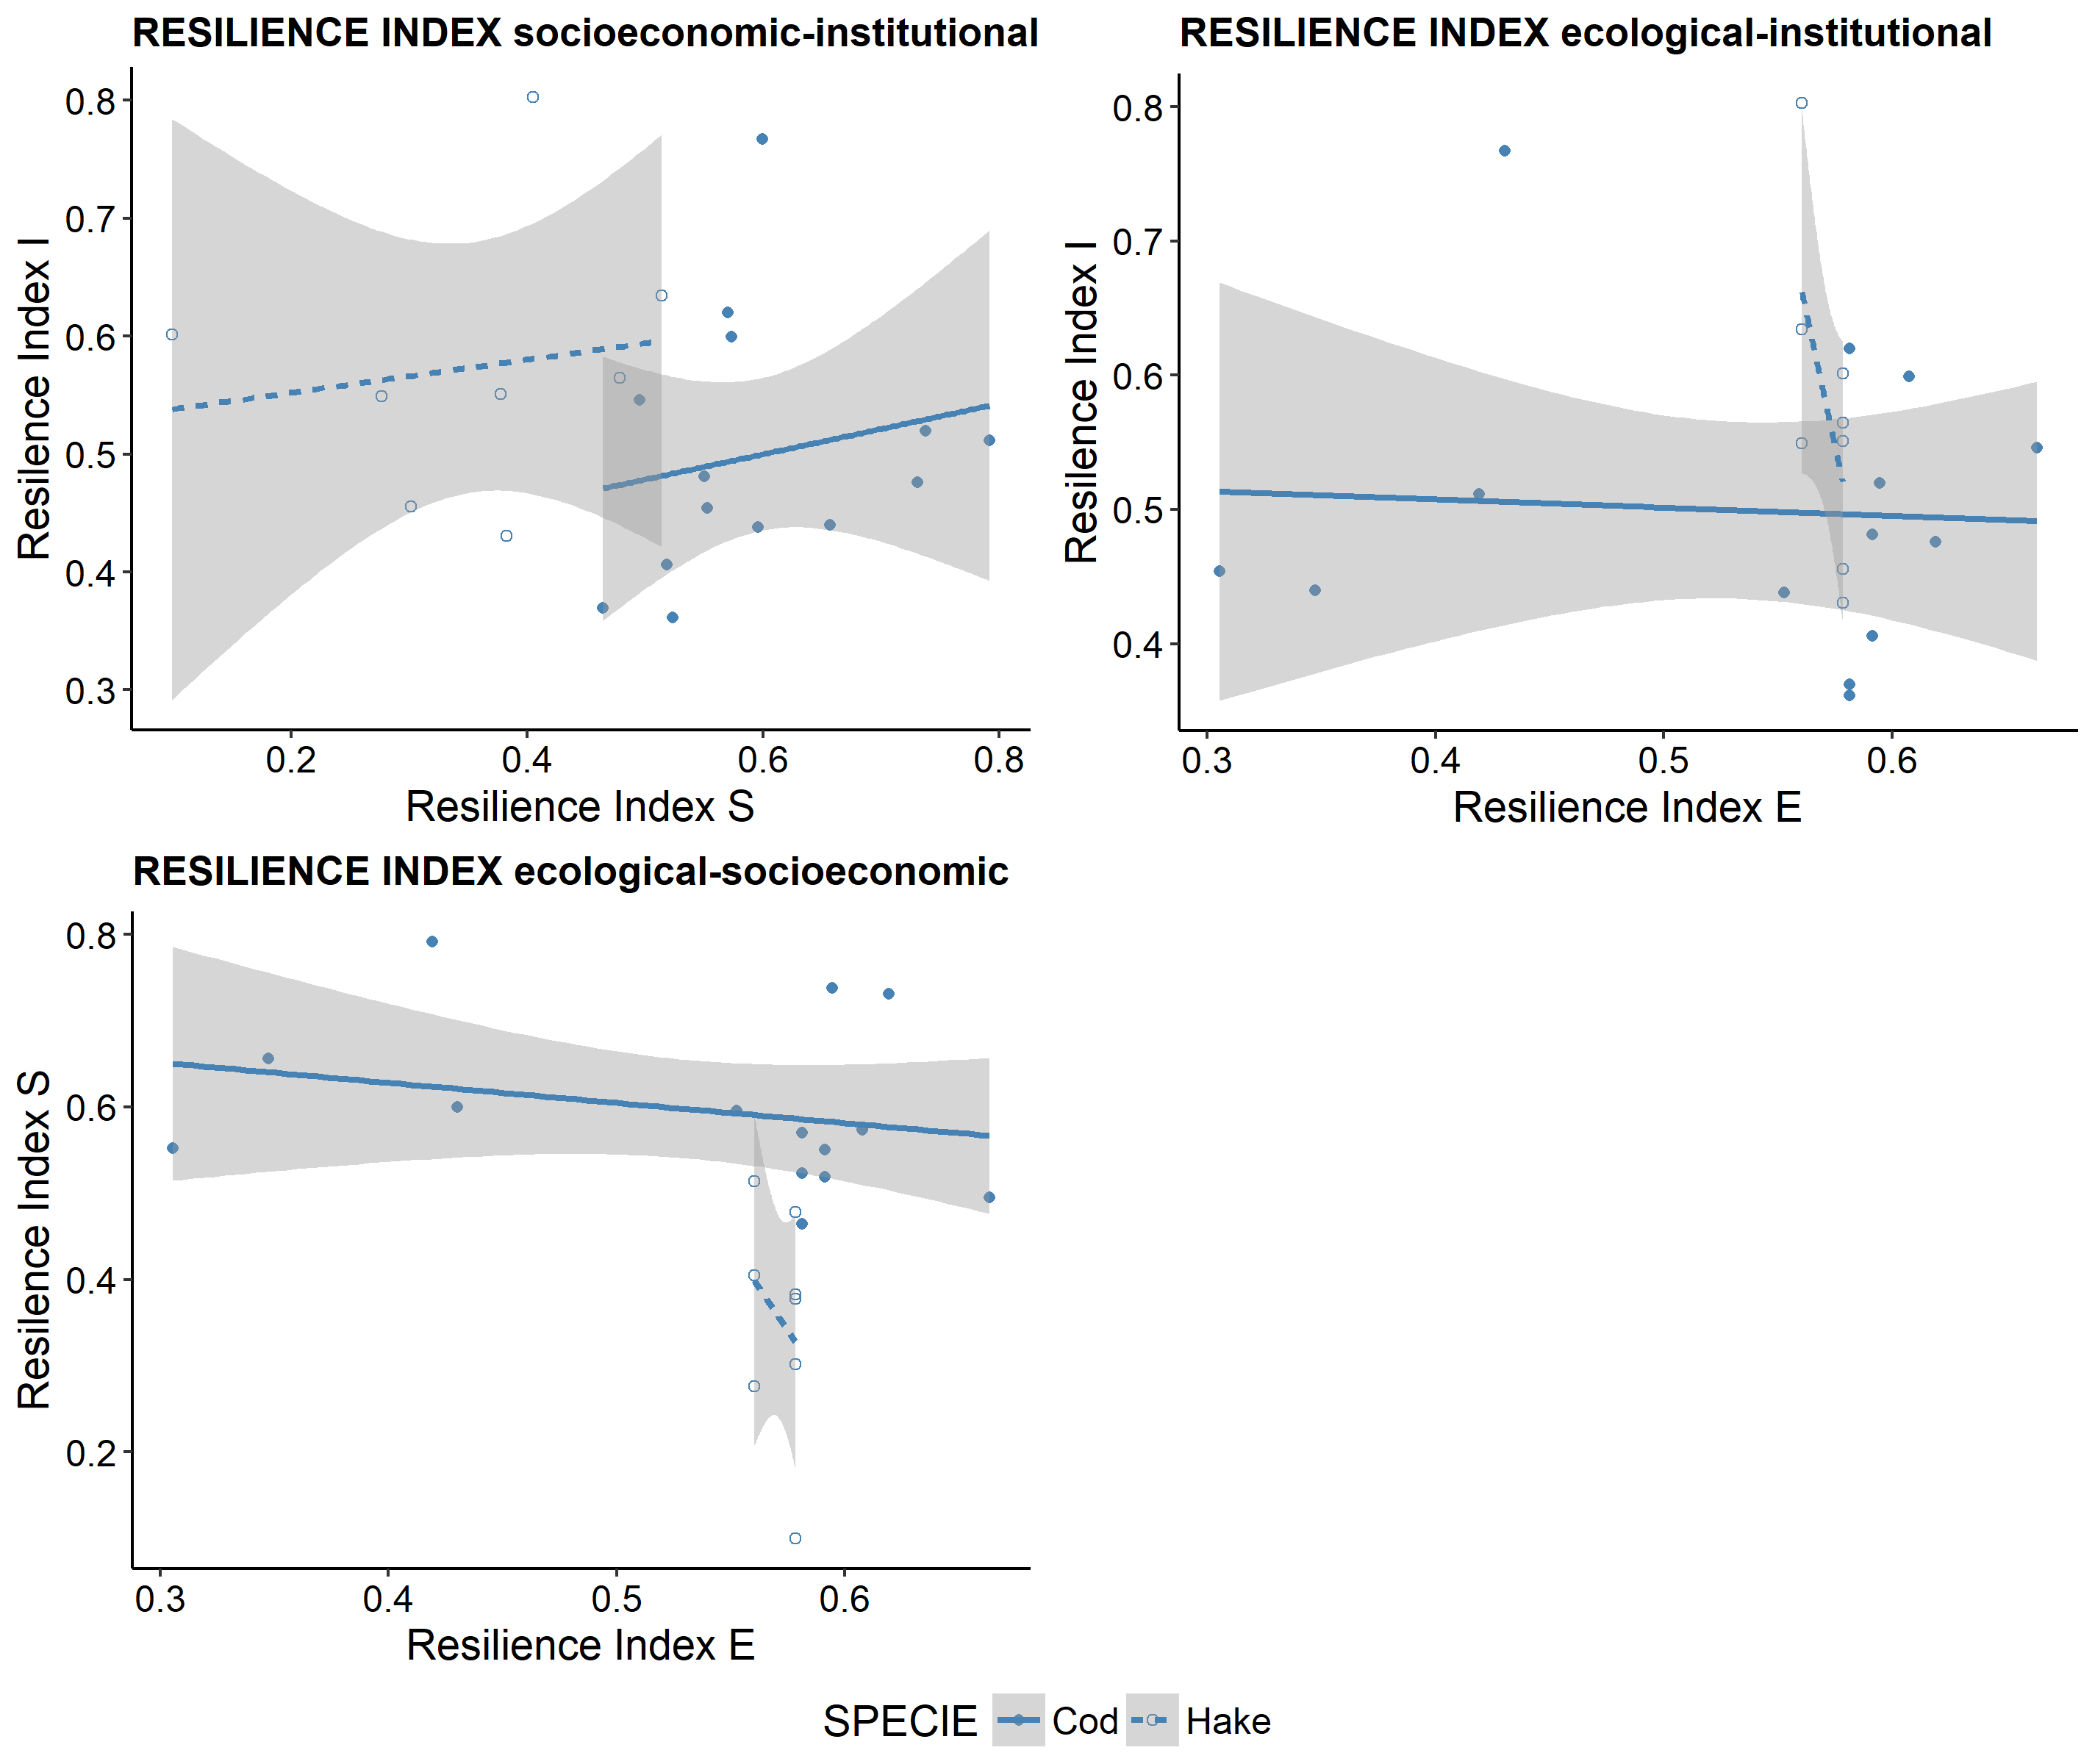 RESILIENCE INDEX socioeconomic-institutional
0.8
0.7
0.6
0.5
0.4
0.3
Resilence Index I
0.2 0.4 0.6 0.8
Resilience Index S
RESILIENCE INDEX ecological-institutional
0.8
0.7
0.6
0.5
0.4
Resilence Index I
0.3 0.4 0.5 0.6
Resilience Index E
RESILIENCE INDEX ecological-socioeconomic
0.8
0.6
0.4
0.2
Resilence Index S
0.3 0.4 0.5 0.6
Resilience Index E
SPECIE Cod Hake